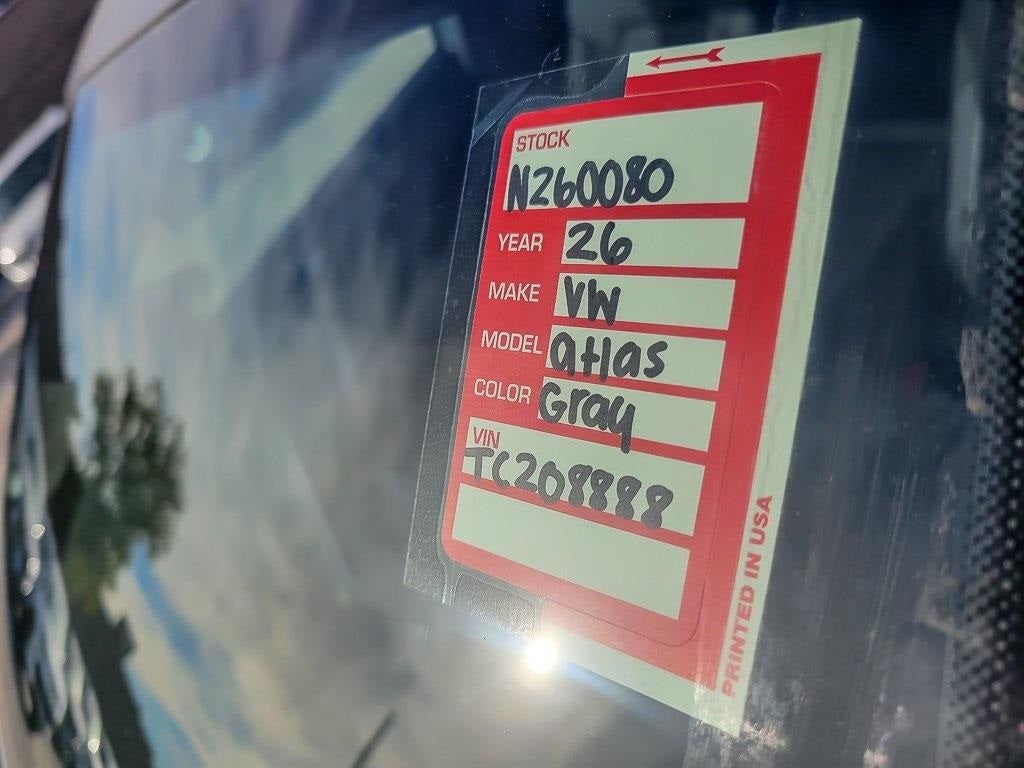 STOCK
N260080
YEAR 26
MAKE VW
MODEL atlas
COLOR Gray
VIN
TC208888
PRINTED IN USA